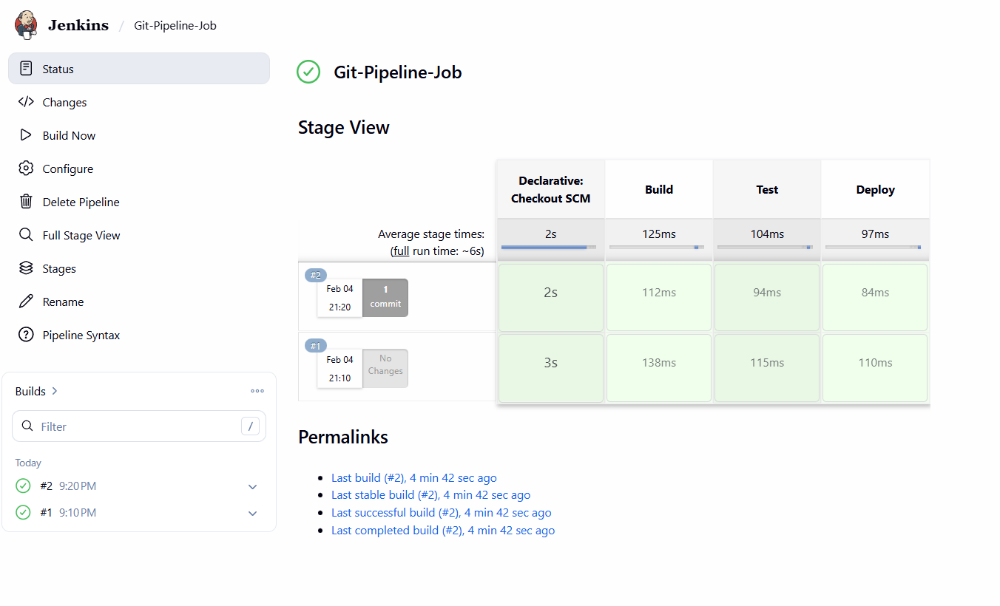 Jenkins / Git-Pipeline-Job
Status
Changes
Build Now
Configure
Delete Pipeline
Full Stage View
Stages
Rename
Pipeline Syntax
Builds
Filter /
Today
#2 9:20 PM
#1 9:10 PM
Git-Pipeline-Job
Stage View
Declarative:
Checkout SCM
Build
Test
Deploy
Average stage times:
(full run time: ~6s)
2s
125ms
104ms
97ms
#2
Feb 04
21:20
1
commit
2s
112ms
94ms
84ms
#1
Feb 04
21:10
No
Changes
3s
138ms
115ms
110ms
Permalinks
Last build (#2), 4 min 42 sec ago
Last stable build (#2), 4 min 42 sec ago
Last successful build (#2), 4 min 42 sec ago
Last completed build (#2), 4 min 42 sec ago